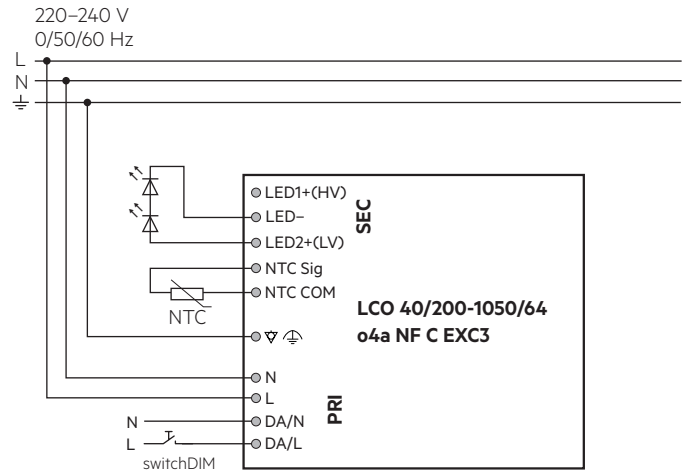 220–240 V
0/50/60 Hz
L
N
LED1+(HV)
LED–
SEC
LED2+(LV)
NTC Sig
NTC COM
NTC
LCO 40/200-1050/64
o4a NF C EXC3
N
L
PRI
N DA/N
L DA/L
switchDIM